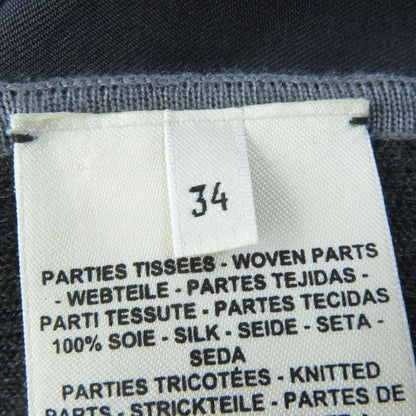 34
PARTIES TISSÉES - WOVEN PARTS
- WEBTEILE - PARTES TEJIDAS -
PARTI TESSUTE - PARTES TECIDAS
100% SOIE - SILK - SEIDE - SETA -
SEDA
PARTIES TRICOTÉES - KNITTED
PARTS - STRICKTEILE - PARTES DE